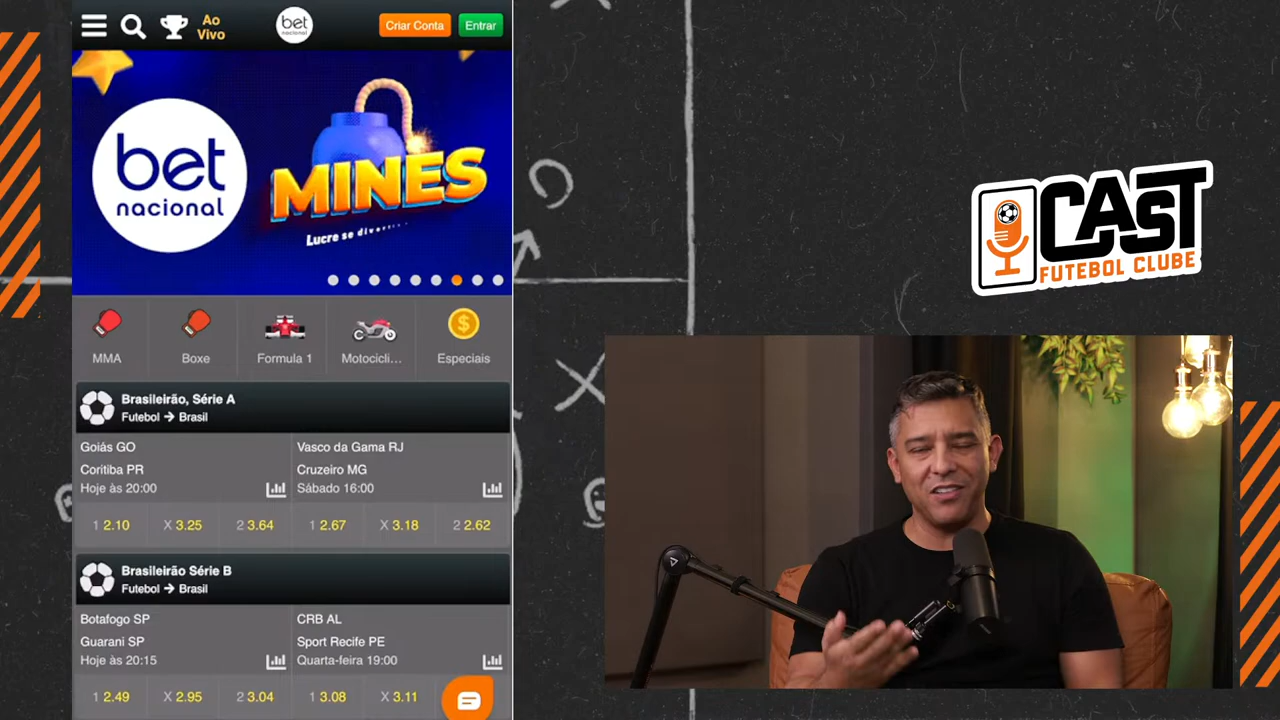 Ao
Vivo
bet
nacional
Criar Conta
Entrar
bet
nacional
MINES
Lucre se
MMA
Boxe
Formula 1
Motocicli...
Especiais
Brasileirão, Série A
Futebol → Brasil
Goiás GO
Coritiba PR
Hoje às 20:00
Vasco da Gama RJ
Cruzeiro MG
Sábado 16:00
1 2.10 X 3.25 2 3.64 1 2.67 X 3.18 2 2.62
Brasileirão Série B
Futebol → Brasil
Botafogo SP
Guarani SP
Hoje às 20:15
CRB AL
Sport Recife PE
Quarta-feira 19:00
1 2.49 X 2.95 2 3.04 1 3.08 X 3.11
CAST
FUTEBOL CLUBE